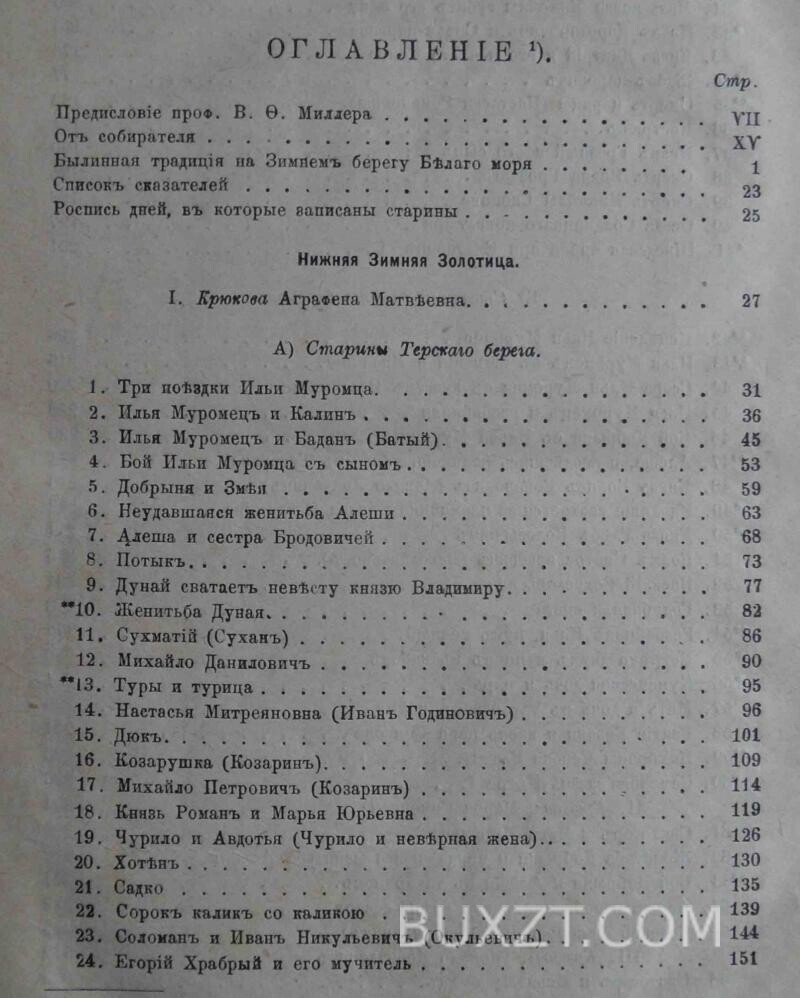 ОГЛАВЛЕНІЕ ¹).
Стр.
Предисловіе проф. В. Ѳ. Миллера . . . . . . . . . . . . . . VII
Отъ собирателя . . . . . . . . . . . . . . . . . . . . XV
Былинная традиція на Зимнемъ берегу Бѣлаго моря . . . . . . . . 1
Списокъ сказателей . . . . . . . . . . . . . . . . . . 23
Роспись дней, въ которые записаны старины . . . . . . . . . . . 25
Нижняя Зимняя Золотица.
I. Крюкова Аграфена Матвѣевна. . . . . . . . . . . . 27
А) Старины Терскаго берега.
1. Три поѣздки Ильи Муромца. . . . . . . . . . . . . . 31
2. Илья Муромецъ и Калинъ . . . . . . . . . . . . . . 36
3. Илья Муромецъ и Баданъ (Батый). . . . . . . . . . . 45
4. Бой Ильи Муромца съ сыномъ . . . . . . . . . . . . 53
5. Добрыня и Змѣя . . . . . . . . . . . . . . . . . 59
6. Неудавшаяся женитьба Алеши . . . . . . . . . . . . 63
7. Алеша и сестра Бродовичей . . . . . . . . . . . . . 68
8. Потыкъ. . . . . . . . . . . . . . . . . . . . . 73
9. Дунай сватаетъ невѣсту князю Владимиру. . . . . . . . . 77
**10. Женитьба Дуная. . . . . . . . . . . . . . . . . 82
11. Сухматій (Суханъ) . . . . . . . . . . . . . . . . 86
12. Михайло Даниловичъ . . . . . . . . . . . . . . . 90
**13. Туры и турица . . . . . . . . . . . . . . . . . 95
14. Настасья Митреяновна (Иванъ Годиновичъ) . . . . . . . . 96
15. Дюкъ. . . . . . . . . . . . . . . . . . . . . 101
16. Козарушка (Козаринъ). . . . . . . . . . . . . . . 109
17. Михайло Петровичъ (Козаринъ) . . . . . . . . . . . 114
18. Князь Романъ и Марья Юрьевна . . . . . . . . . . . 119
19. Чурило и Авдотья (Чурило и невѣрная жена). . . . . . . . 126
20. Хотѣнъ . . . . . . . . . . . . . . . . . . . . 130
21. Садко . . . . . . . . . . . . . . . . . . . . 135
22. Сорокъ каликъ со каликою . . . . . . . . . . . . . 139
23. Соломанъ и Иванъ Никульевичъ (Скульевичъ). . . . . . . 144
24. Егорій Храбрый и его мучитель . . . . . . . . . . . . 151
BUXZT.COM